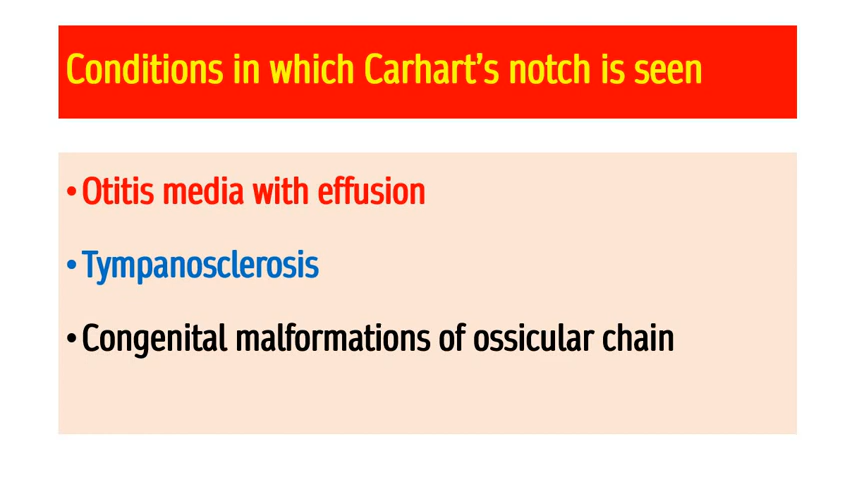 Conditions in which Carhart's notch is seen
•Otitis media with effusion
•Tympanosclerosis
•Congenital malformations of ossicular chain